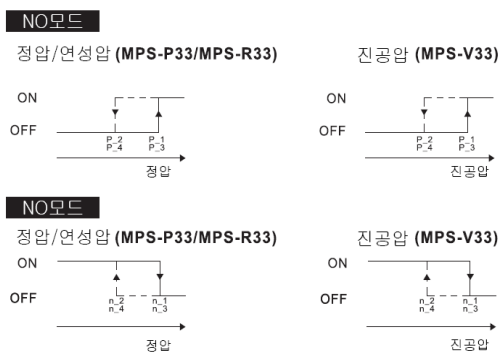 NO모드
정압/연성압 (MPS-P33/MPS-R33)
진공압 (MPS-V33)
ON
OFF
P_2 P_1
P_4 P_3
정압
ON
OFF
P_2 P_1
P_4 P_3
진공압
NO모드
정압/연성압 (MPS-P33/MPS-R33)
진공압 (MPS-V33)
ON
OFF
n_2 n_1
n_4 n_3
정압
ON
OFF
n_2 n_1
n_4 n_3
진공압